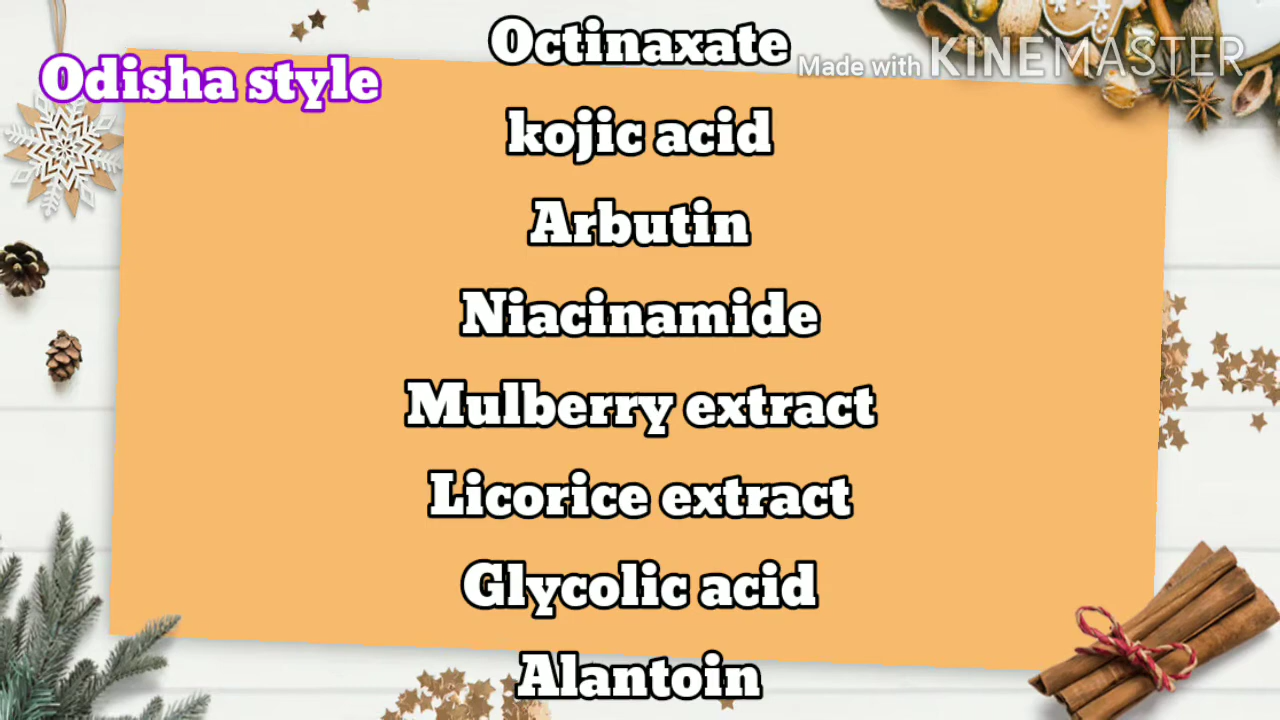 Octinaxate
Made with KINEMASTER
Odisha style
kojic acid
Arbutin
Niacinamide
Mulberry extract
Licorice extract
Glycolic acid
Alantoin